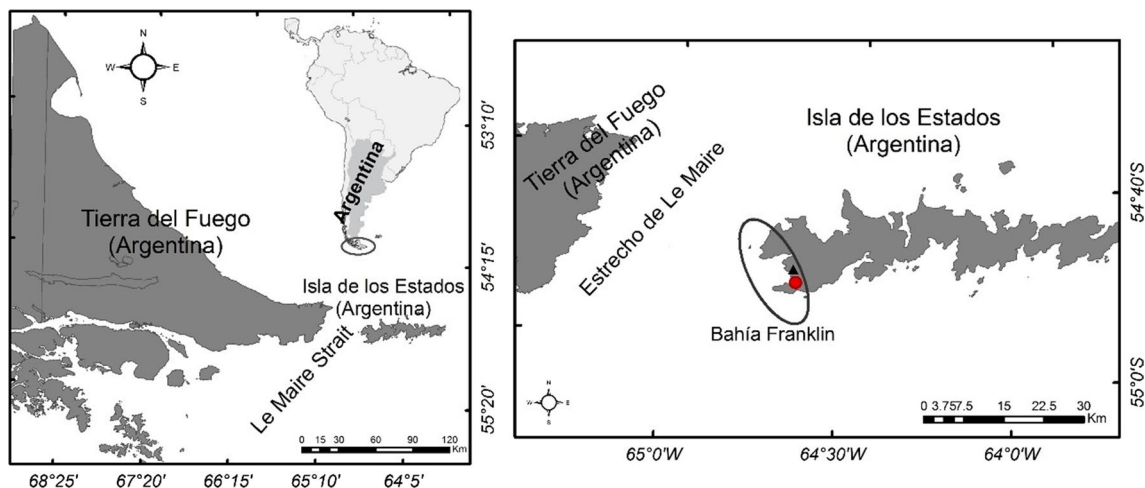 N
W E
S
Argentina
Tierra del Fuego
(Argentina)
Isla de los Estados
(Argentina)
Le Maire Strait
0 15 30 60 90 120
Km
53°10'
54°15'
55°20'
68°25' 67°20' 66°15' 65°10' 64°5'
Tierra del Fuego
(Argentina)
Estrecho de Le Maire
Isla de los Estados
(Argentina)
Bahía Franklin
N
W E
S
0 3.75 7.5 15 22.5 30
Km
54°40'S
55°0'S
65°0'W 64°30'W 64°0'W